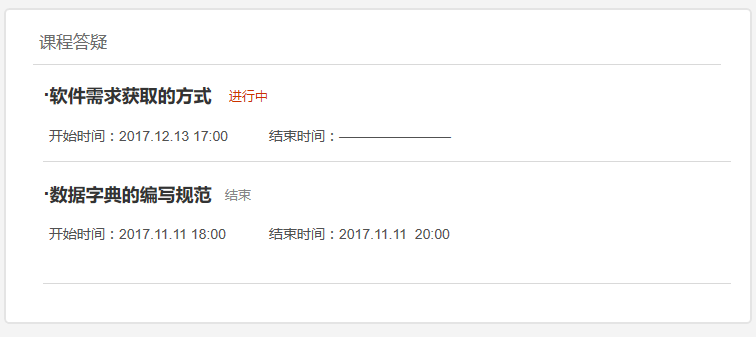 课程答疑
·软件需求获取的方式 进行中
开始时间：2017.12.13 17:00 结束时间：————————
·数据字典的编写规范 结束
开始时间：2017.11.11 18:00 结束时间：2017.11.11 20:00